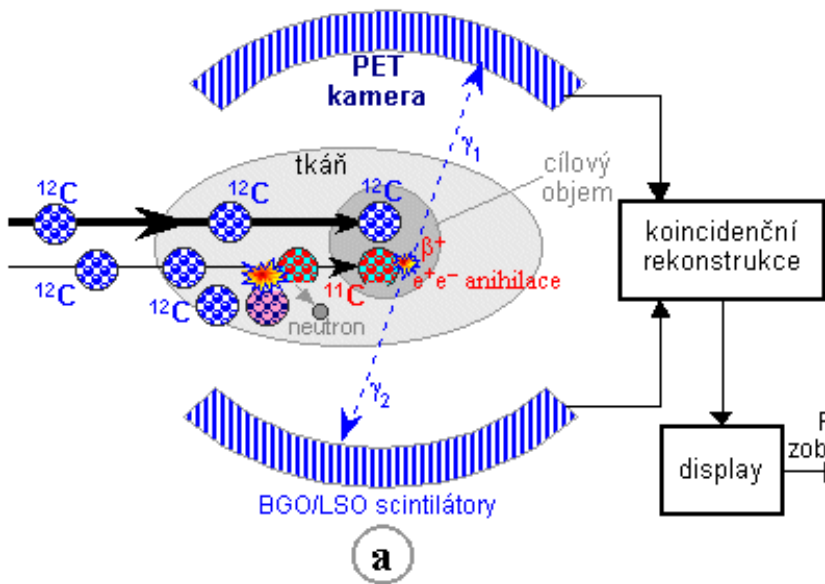 PET
kamera
tkáň
γ₁
cílový
objem
¹²C
¹²C
¹²C
koincidenční
rekonstrukce
β⁺
¹²C
¹²C
¹¹C
e⁺e⁻ anihilace
neutron
γ₂
display
BGO/LSO scintilátory
a